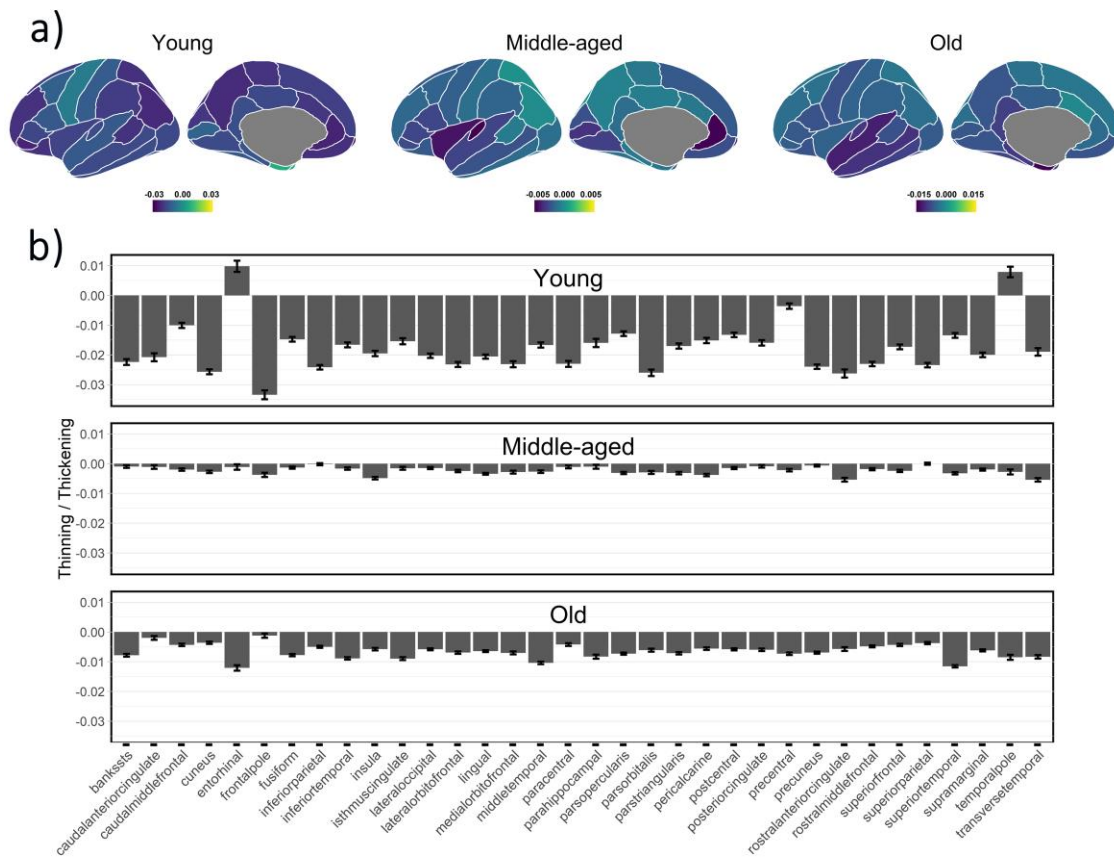 a)
Young
Middle-aged
Old
-0.03 0.00 0.03
-0.005 0.000 0.005
-0.015 0.000 0.015
b)
Thinning / Thickening
Young
0.01
0.00
-0.01
-0.02
-0.03
Middle-aged
0.01
0.00
-0.01
-0.02
-0.03
Old
0.01
0.00
-0.01
-0.02
-0.03
bankssts
caudalanteriorcingulate
caudalmiddlefrontal
cuneus
entorhinal
frontalpole
fusiform
inferiorparietal
inferiortemporal
insula
isthmuscingulate
lateraloccipital
lateralorbitofrontal
lingual
medialorbitofrontal
middletemporal
paracentral
parahippocampal
parsopercularis
parsorbitalis
parstriangularis
pericalcarine
postcentral
posteriorcingulate
precentral
precuneus
rostralanteriorcingulate
rostralmiddlefrontal
superiorfrontal
superiorparietal
superiortemporal
supramarginal
temporalpole
transversetemporal